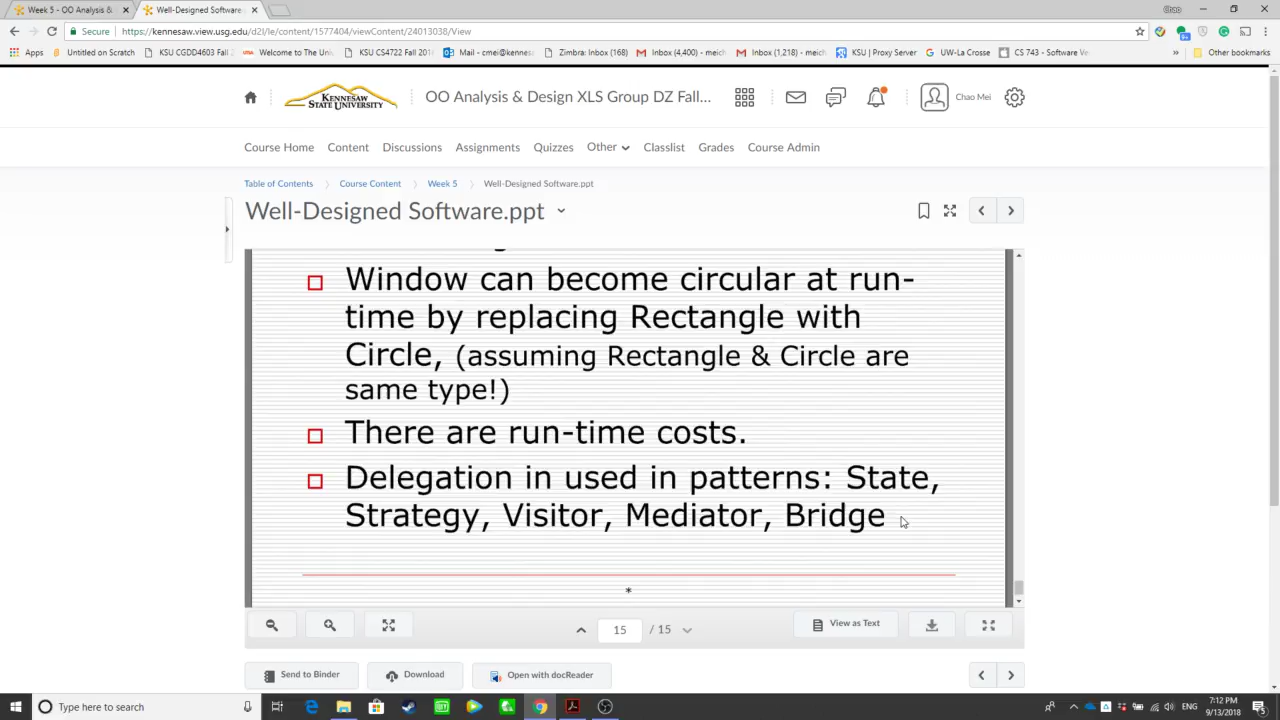 Week 5 - OO Analysis &
Well-Designed Software
Secure
https://kennesaw.view.usg.edu/d2l/le/content/1577404/viewContent/24013038/View
Apps
Untitled on Scratch
KSU CGDD4603 Fall 2
Welcome to The Uni
KSU CS4722 Fall 201
Mail - cmei@kennes
Zimbra: Inbox (168)
Inbox (4,400) - meich
Inbox (1,218) - meich
KSU | Proxy Server
UW-La Crosse
CS 743 - Software Ve
Other bookmarks
KENNESAW
STATE UNIVERSITY
OO Analysis & Design XLS Group DZ Fall...
Chao Mei
Course Home
Content
Discussions
Assignments
Quizzes
Other
Classlist
Grades
Course Admin
Table of Contents
Course Content
Week 5
Well-Designed Software.ppt
Well-Designed Software.ppt
Window can become circular at run-
time by replacing Rectangle with
Circle, (assuming Rectangle & Circle are
same type!)
There are run-time costs.
Delegation in used in patterns: State,
Strategy, Visitor, Mediator, Bridge
*
15 / 15
View as Text
Send to Binder
Download
Open with docReader
Type here to search
ENG
7:12 PM
9/13/2018